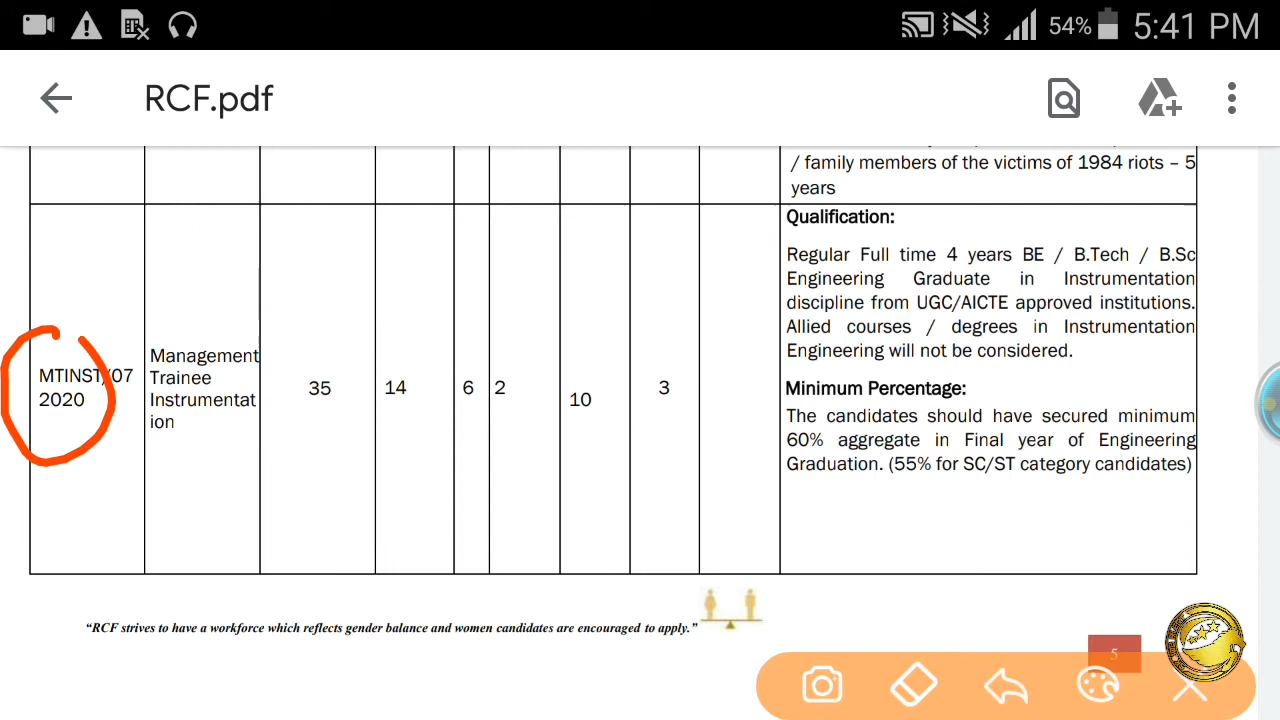 54% 5:41 PM
RCF.pdf
/ family members of the victims of 1984 riots – 5
years
Qualification:
Regular Full time 4 years BE / B.Tech / B.Sc
Engineering Graduate in Instrumentation
discipline from UGC/AICTE approved institutions.
Allied courses / degrees in Instrumentation
Engineering will not be considered.
MTINST/07
2020
Management
Trainee
Instrumentat
ion
35
14
6
2
10
3
Minimum Percentage:
The candidates should have secured minimum
60% aggregate in Final year of Engineering
Graduation. (55% for SC/ST category candidates)
“RCF strives to have a workforce which reflects gender balance and women candidates are encouraged to apply.”
5